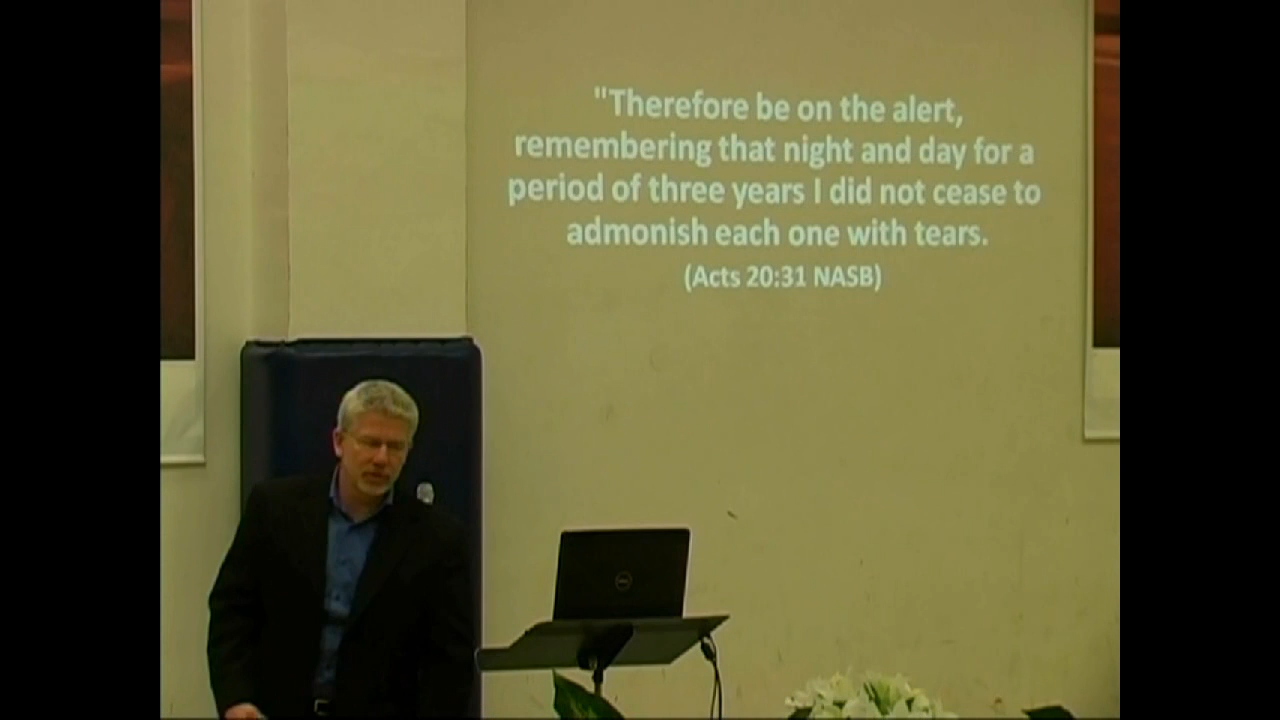 "Therefore be on the alert,
remembering that night and day for a
period of three years I did not cease to
admonish each one with tears.
(Acts 20:31 NASB)